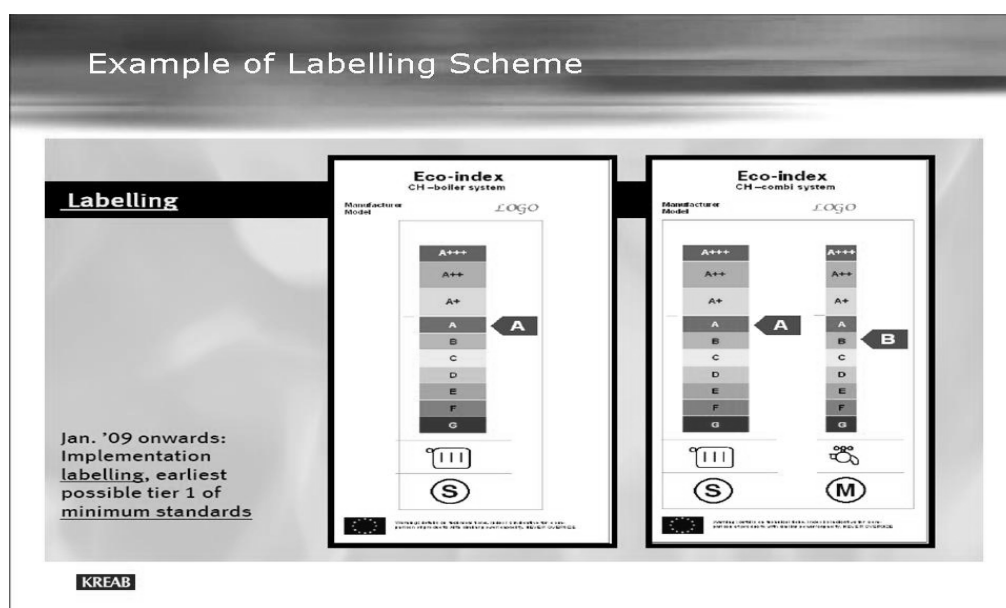 Example of Labelling Scheme
Labelling
Jan. '09 onwards:
Implementation
labelling, earliest
possible tier 1 of
minimum standards
Eco-index
CH-boiler system
Manufacturer
Model
LOGO
A+++
A++
A+
A
B
C
D
E
F
G
A
S
Eco-index
CH-combi system
Manufacturer
Model
LOGO
A+++
A++
A+
A
B
C
D
E
F
G
A
S
A+++
A++
A+
A
B
C
D
E
F
G
B
M
KREAB